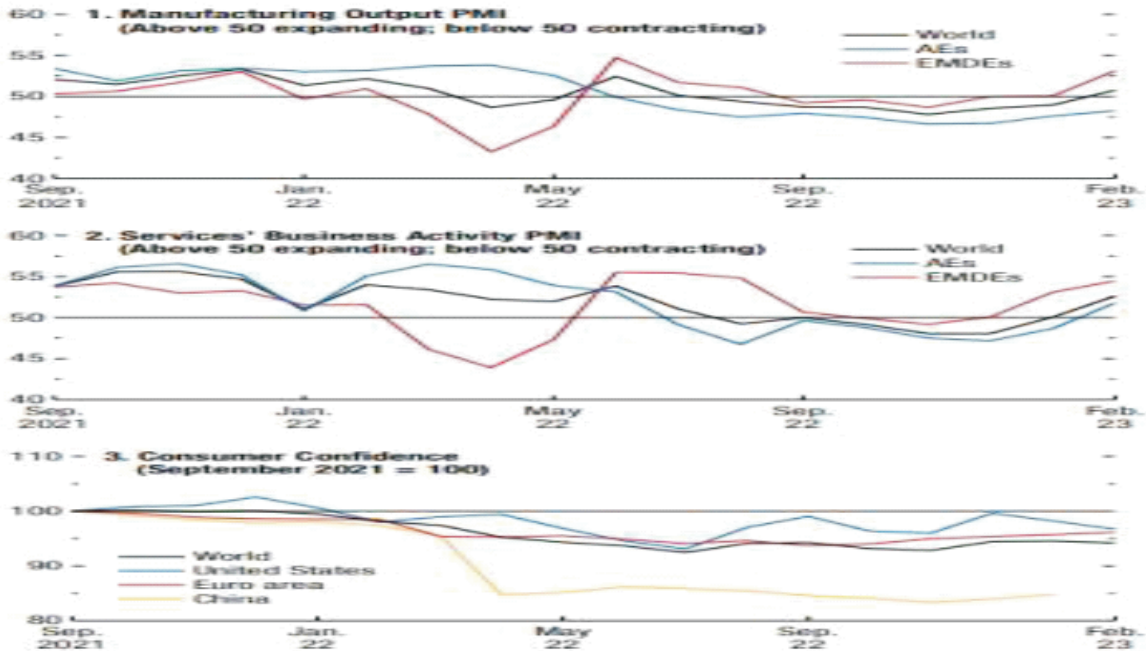 60
1. Manufacturing Output PMI
(Above 50 expanding; below 50 contracting)
World
AEs
EMDEs
55
50
45
40
Sep. Jan. May Sep. Feb.
2021 22 22 22 23
60
2. Services' Business Activity PMI
(Above 50 expanding; below 50 contracting)
World
AEs
EMDEs
55
50
45
40
Sep. Jan. May Sep. Feb.
2021 22 22 22 23
110
3. Consumer Confidence
(September 2021 = 100)
100
World
United States
Euro area
China
90
80
Sep. Jan. May Sep. Feb.
2021 22 22 22 23